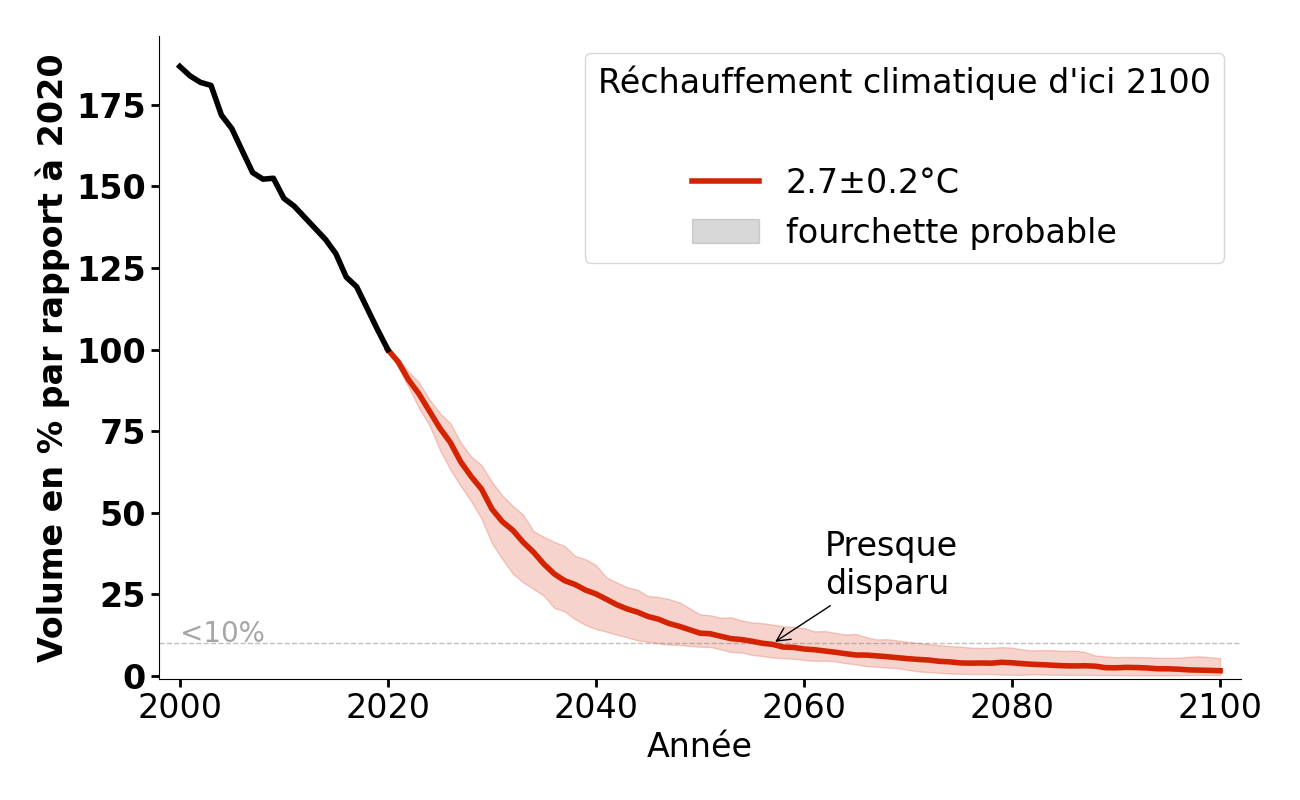 Volume en % par rapport à 2020
175
150
125
100
75
50
25
0
Réchauffement climatique d'ici 2100
2.7±0.2°C
fourchette probable
Presque
disparu
<10%
2000 2020 2040 2060 2080 2100
Année